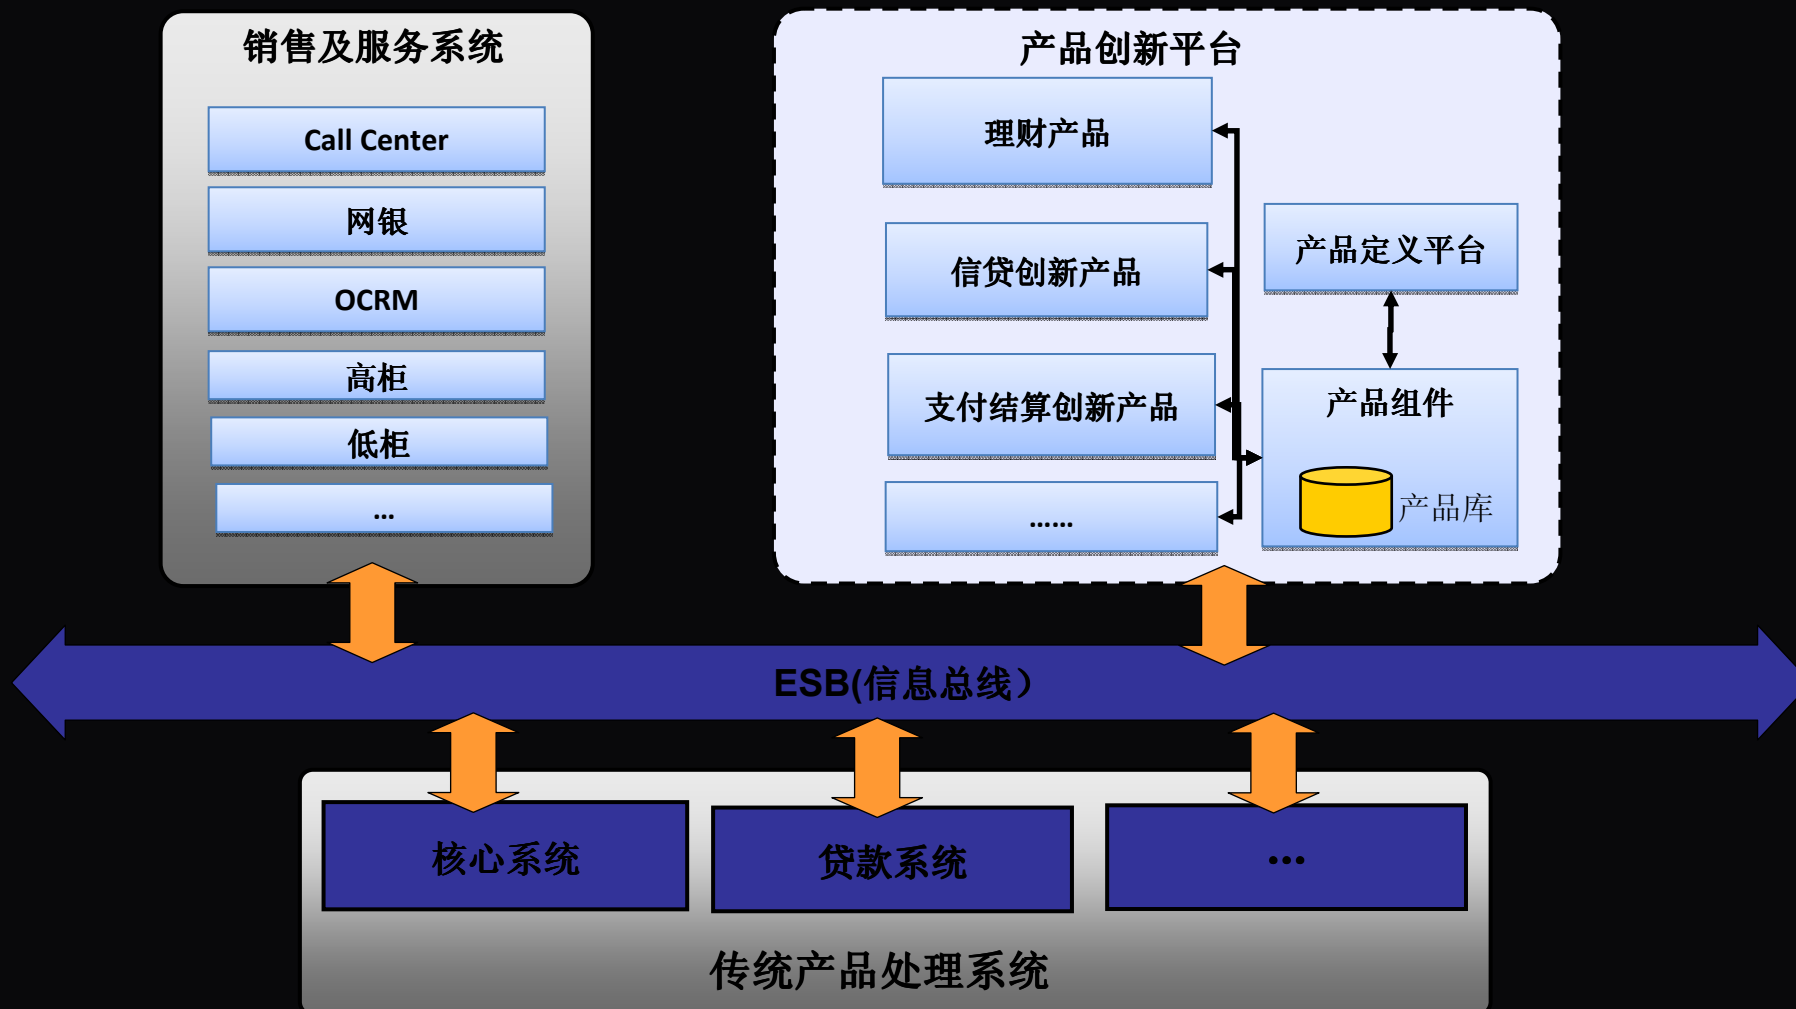 销售及服务系统
Call Center
网银
OCRM
高柜
低柜
...
产品创新平台
理财产品
信贷创新产品
支付结算创新产品
......
产品定义平台
产品组件
产品库
ESB(信息总线）
核心系统
贷款系统
...
传统产品处理系统